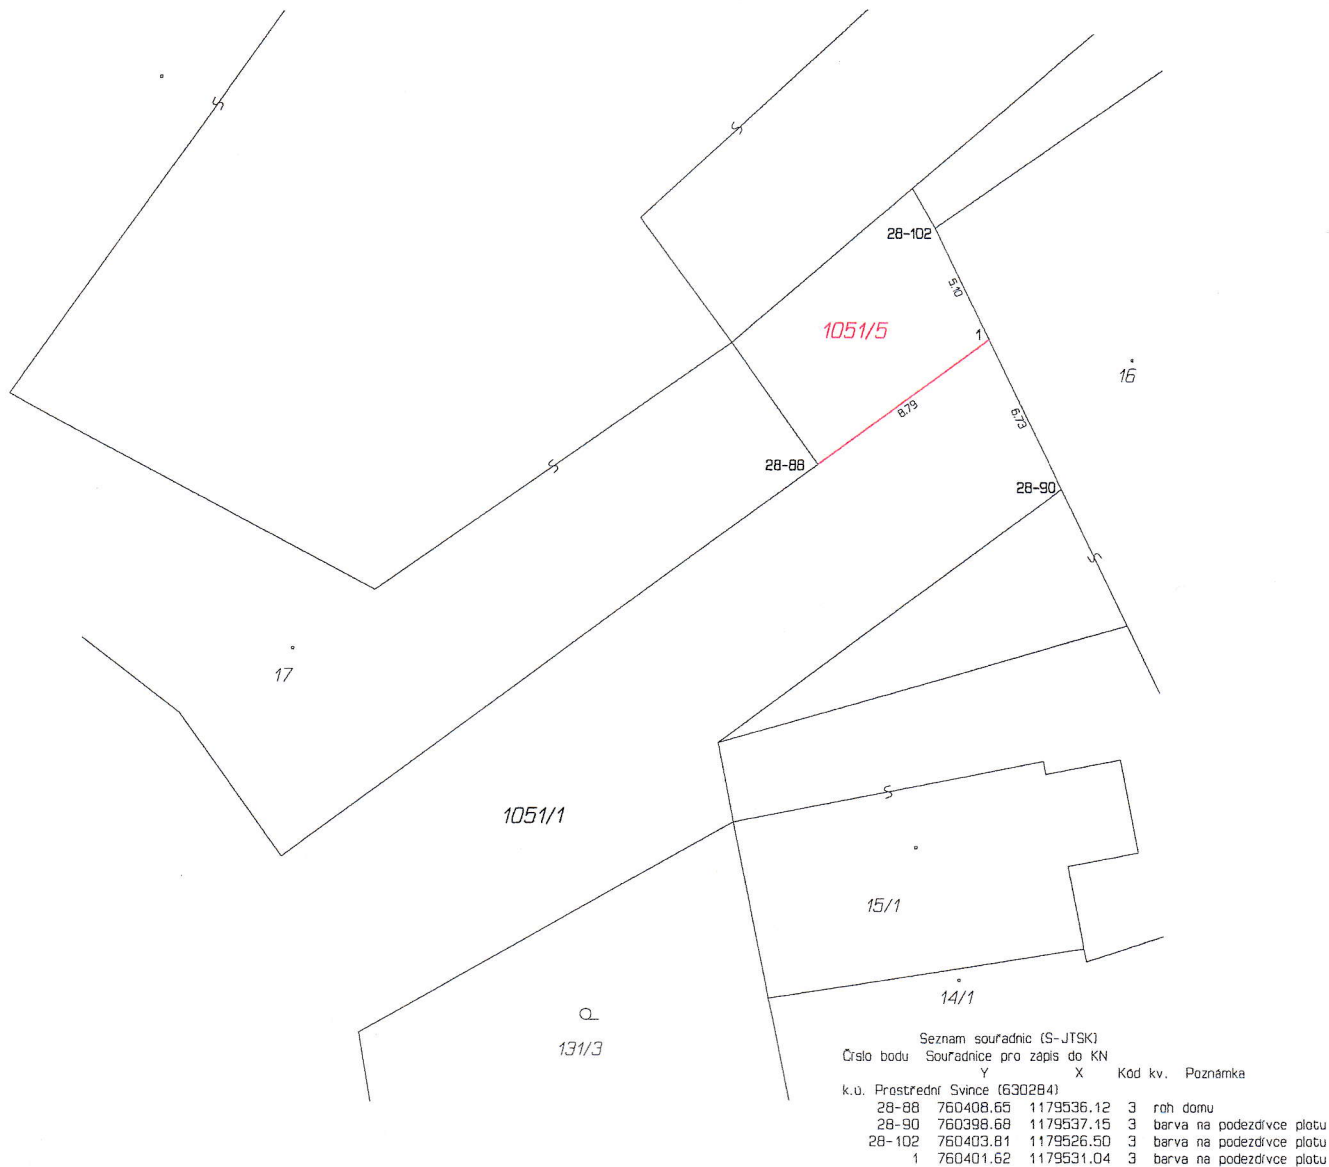 28-102
5.10
1051/5
1
16
8.79
6.73
28-88
28-90
17
1051/1
15/1
14/1
131/3
Seznam souřadnic (S-JTSK)
Číslo bodu Souřadnice pro zápis do KN
Y X Kód kv. Poznámka
k.ú. Prostřední Svince (630284)
28-88 760408.65 1179536.12 3 roh domu
28-90 760398.68 1179537.15 3 barva na podezdívce plotu
28-102 760403.81 1179526.50 3 barva na podezdívce plotu
1 760401.62 1179531.04 3 barva na podezdívce plotu